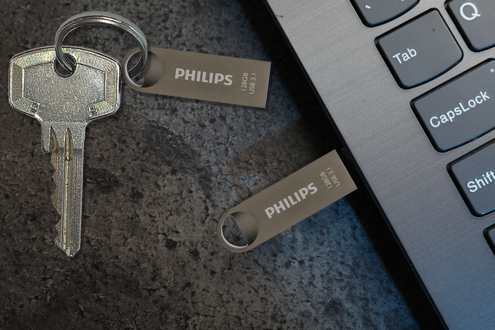 PHILIPS
128GB
USB 3.1
PHILIPS
128GB
USB 3.1
Q
Tab
CapsLock
Shift